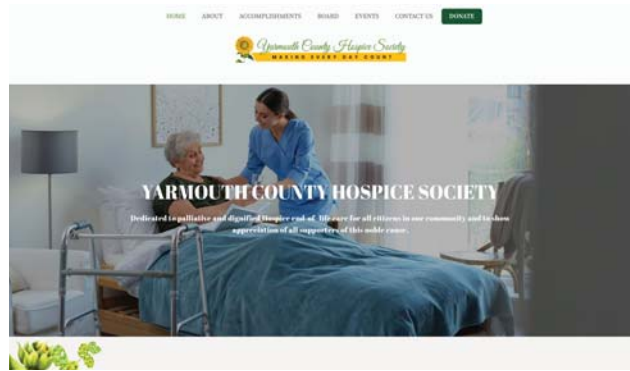 HOME ABOUT ACCOMPLISHMENTS BOARD EVENTS CONTACT US DONATE
Yarmouth County Hospice Society
MAKING EVERY DAY COUNT
YARMOUTH COUNTY HOSPICE SOCIETY
Dedicated to palliative and dignified Hospice end-of- life care for all citizens in our community and to show
appreciation of all supporters of this noble cause.